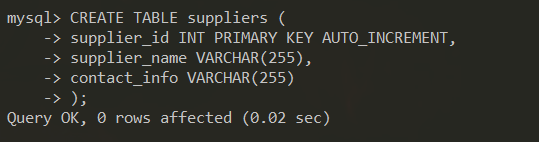 mysql> CREATE TABLE suppliers (
    -> supplier_id INT PRIMARY KEY AUTO_INCREMENT,
    -> supplier_name VARCHAR(255),
    -> contact_info VARCHAR(255)
    -> );
Query OK, 0 rows affected (0.02 sec)